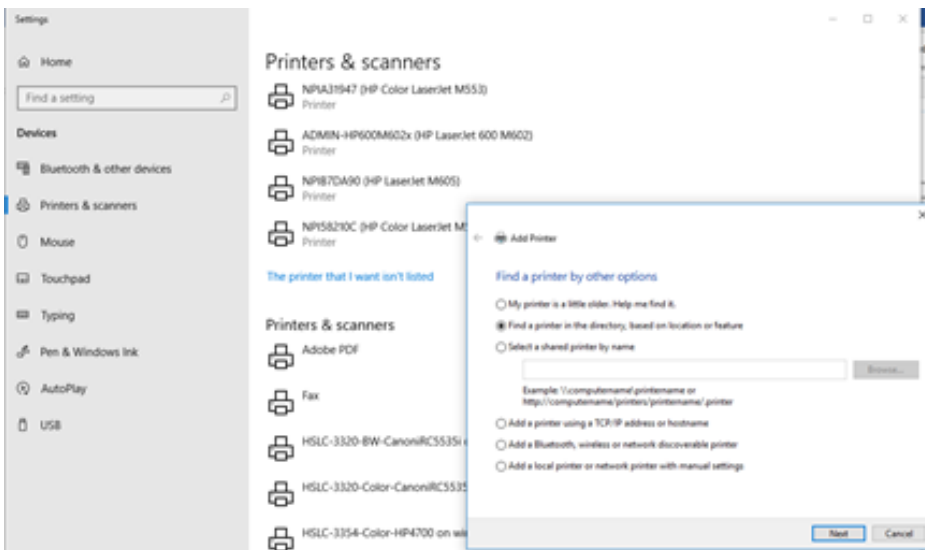 Settings
Home
Find a setting
Devices
Bluetooth & other devices
Printers & scanners
Mouse
Touchpad
Typing
Pen & Windows Ink
AutoPlay
USB
Printers & scanners
NPIA31947 (HP Color LaserJet M553)
Printer
ADMIN-HP600M602x (HP LaserJet 600 M602)
Printer
NPIB7DA90 (HP LaserJet M605)
Printer
NPI58210C (HP Color LaserJet
Printer
The printer that I want isn't listed
Printers & scanners
Adobe PDF
Fax
HSLC-3320-BW-CanoniRC5535i
HSLC-3320-Color-CanoniRC5535
HSLC-3354-Color-HP4700 on
Add Printer
Find a printer by other options
My printer is a little older. Help me find it.
Find a printer in the directory, based on location or feature
Select a shared printer by name
Browse...
Example: \\computername\printername or
http://computername/printers/printername/.printer
Add a printer using a TCP/IP address or hostname
Add a Bluetooth, wireless or network discoverable printer
Add a local printer or network printer with manual settings
Next
Cancel